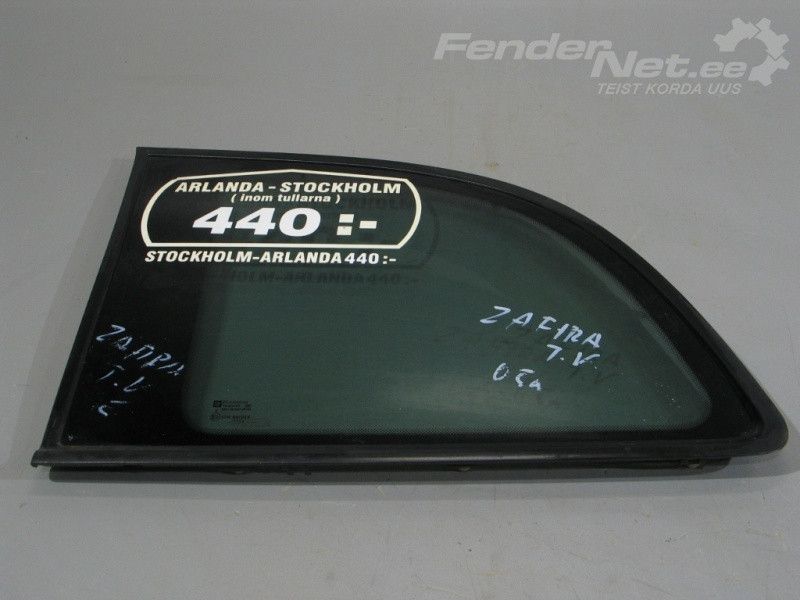 FenderNet.ee
TEIST KORDA UUS
ARLANDA – STOCKHOLM
( inom tullarna )
440 :-
STOCKHOLM–ARLANDA 440 :-
ZAFIRA
T.V
ZAFIRA
T.V